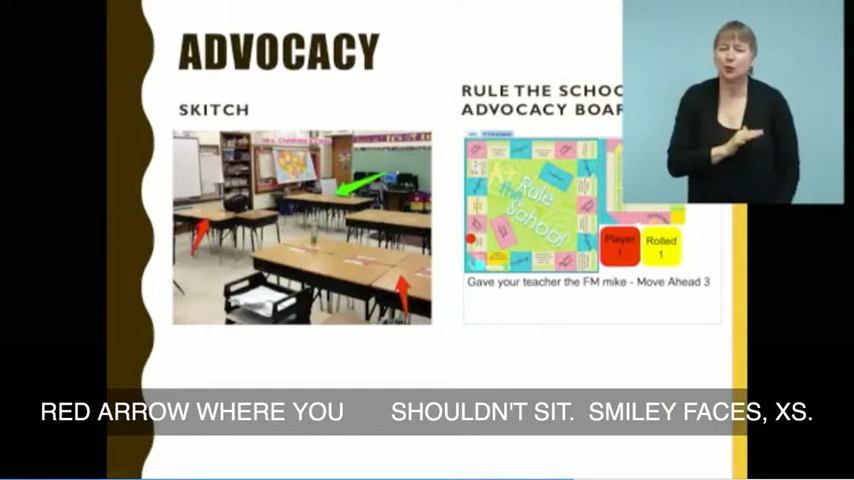 ADVOCACY
SKITCH
RULE THE SCHOO
ADVOCACY BOAR
Rule
the
School
Player
1
Rolled
1
Gave your teacher the FM mike - Move Ahead 3
RED ARROW WHERE YOU SHOULDN'T SIT. SMILEY FACES, XS.